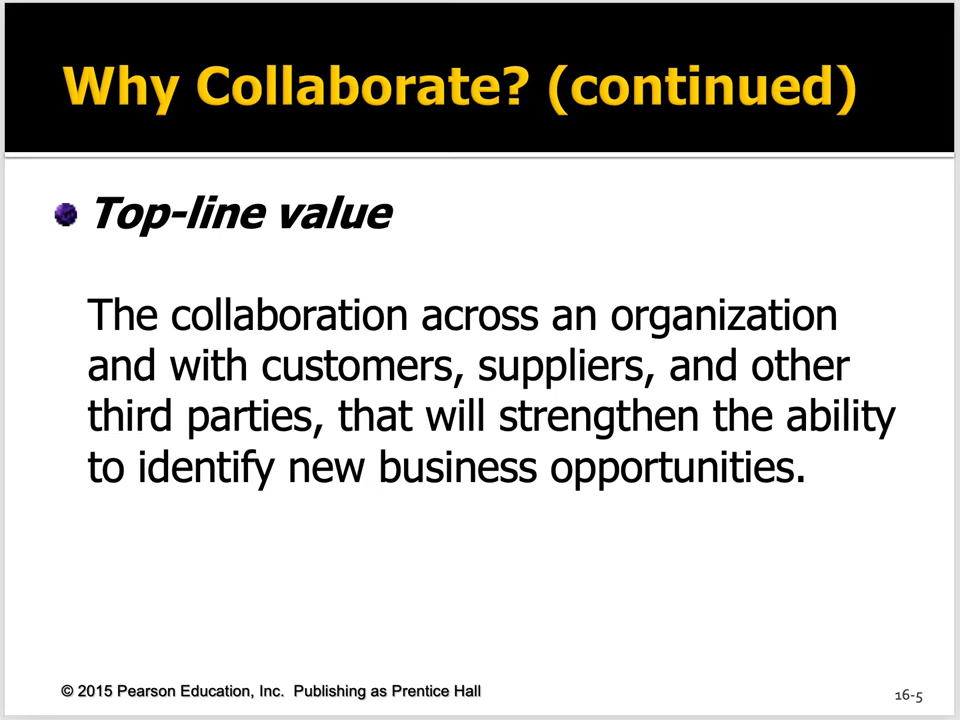 Why Collaborate? (continued)
Top-line value
The collaboration across an organization
and with customers, suppliers, and other
third parties, that will strengthen the ability
to identify new business opportunities.
© 2015 Pearson Education, Inc.  Publishing as Prentice Hall
16-5